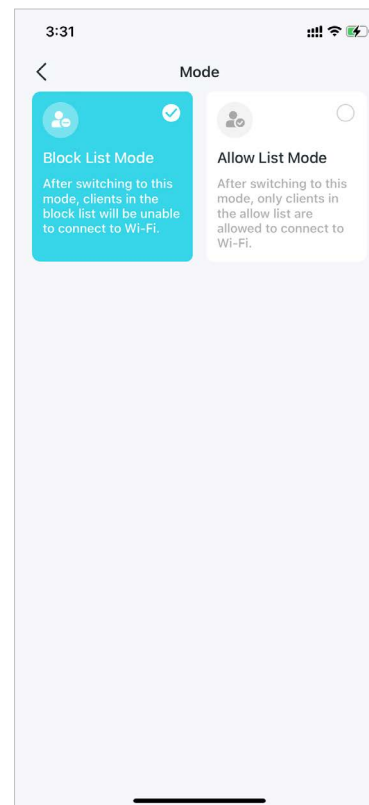 3:31
Mode
Block List Mode
After switching to this
mode, clients in the
block list will be unable
to connect to Wi-Fi.
Allow List Mode
After switching to this
mode, only clients in
the allow list are
allowed to connect to
Wi-Fi.